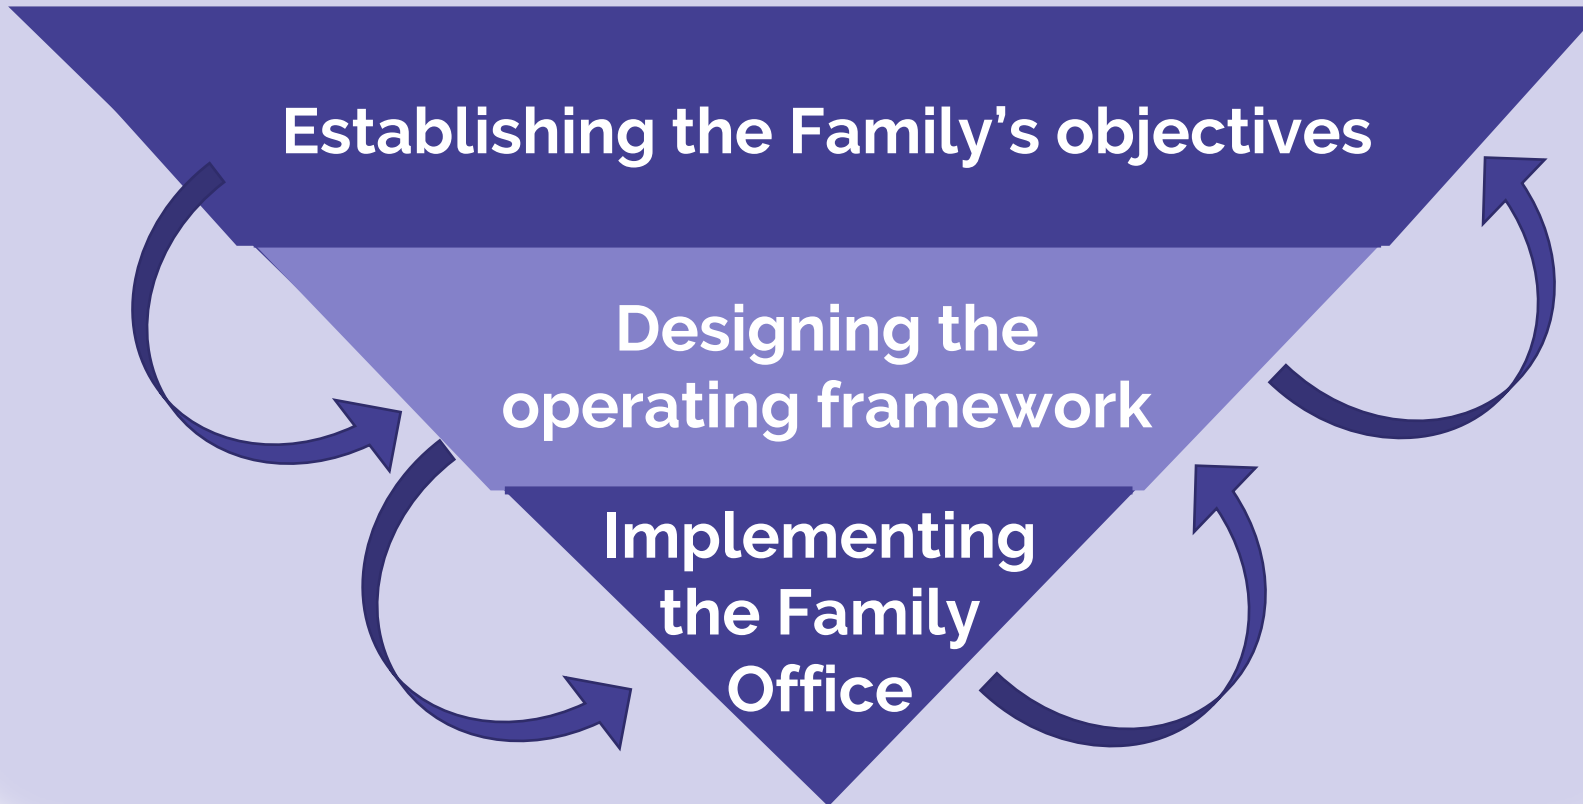 Establishing the Family’s objectives
Designing the
operating framework
Implementing
the Family
Office